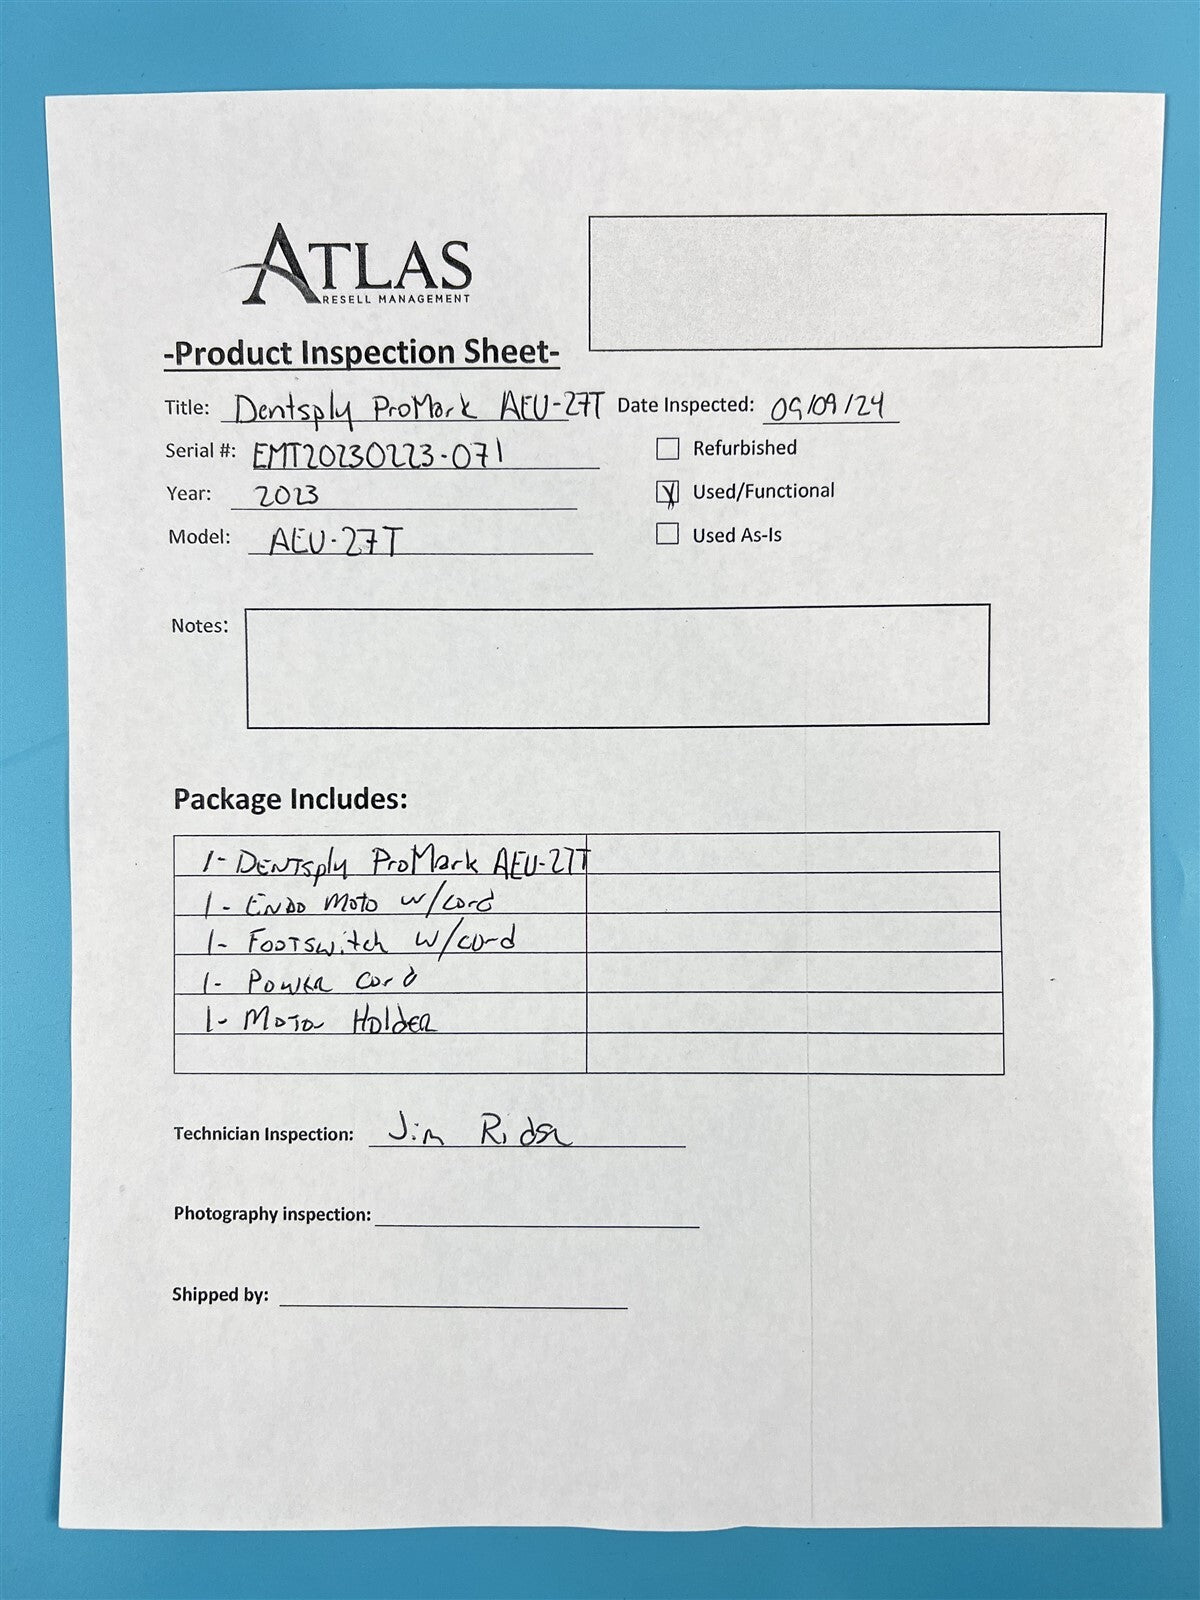 ATLAS
RESELL MANAGEMENT
-Product Inspection Sheet-
Title: Dentsply ProMark AEU-27T Date Inspected: 09/09/24
Serial #: EMT20230223-071
Refurbished
Year: 2023
Used/Functional
Model: AEU-27T
Used As-Is
Notes:
Package Includes:
1- Dentsply ProMark AEU-27T
1- Endo Moto w/cord
1- Footswitch w/cord
1- Power Cord
1- Motor Holder
Technician Inspection: Jim
Photography inspection:
Shipped by: